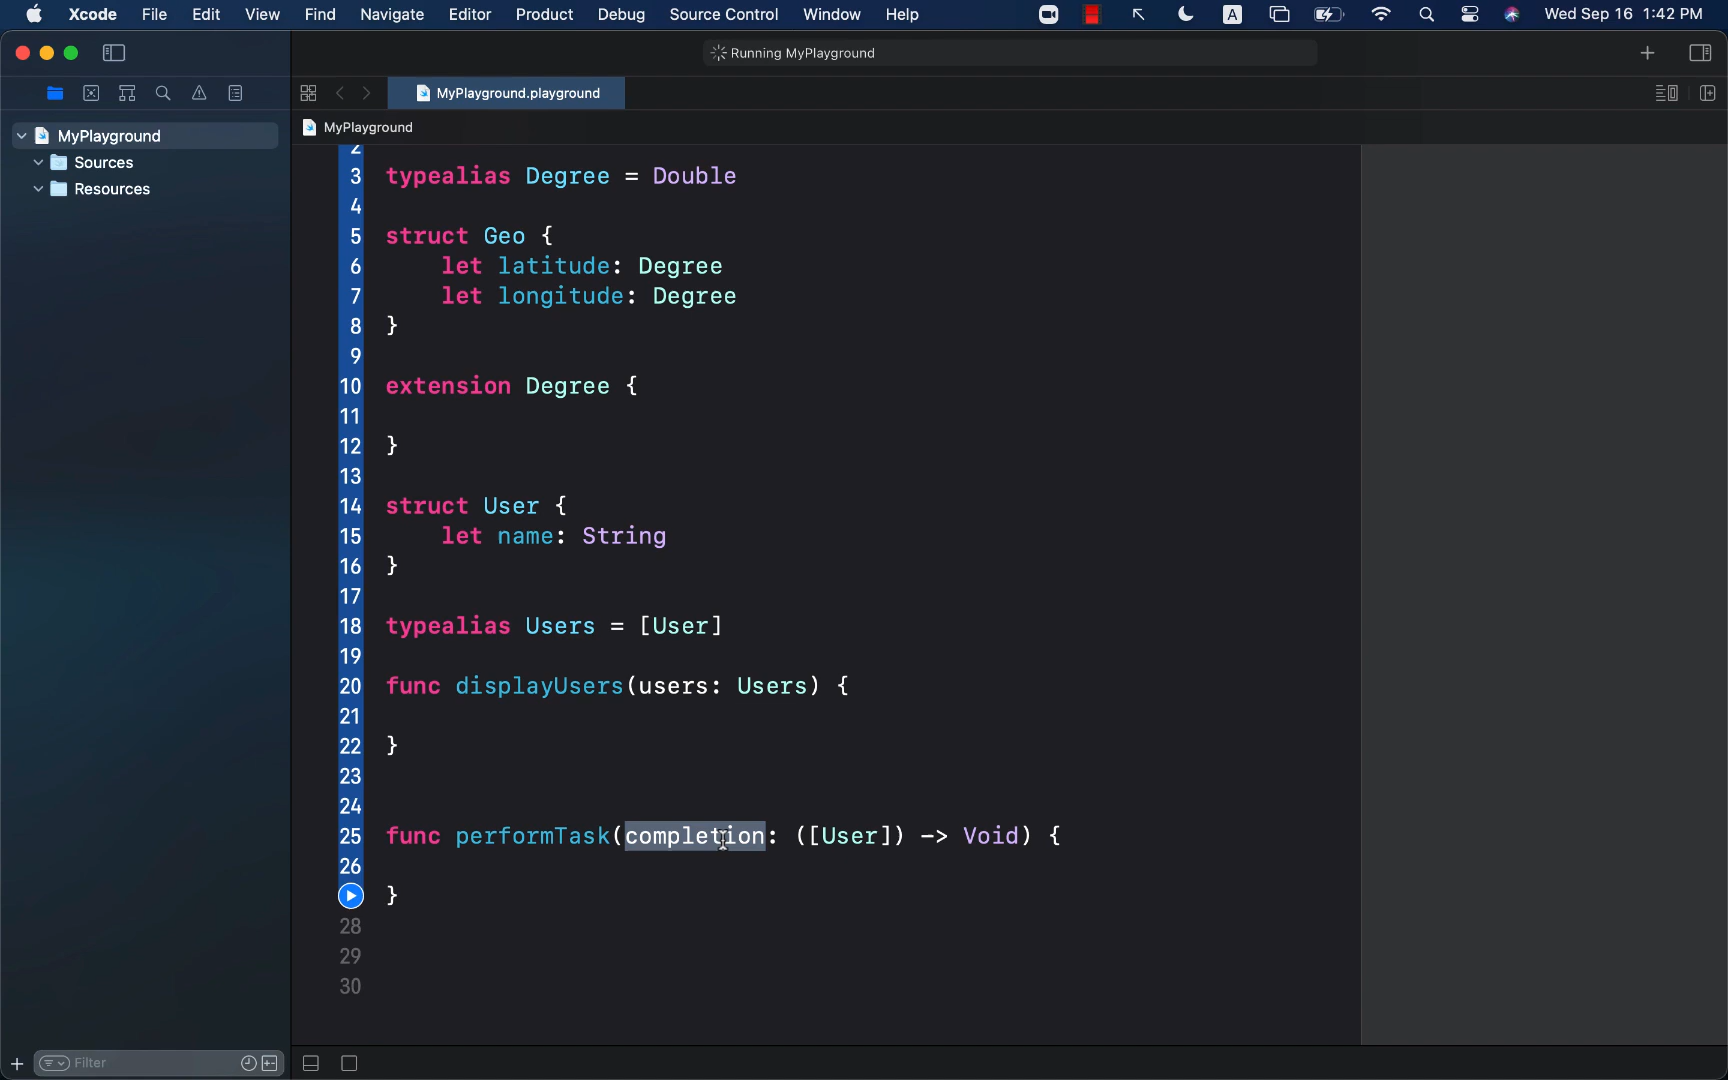 Xcode File Edit View Find Navigate Editor Product Debug Source Control Window Help A Wed Sep 16 1:42 PM
Running MyPlayground
MyPlayground.playground
MyPlayground
MyPlayground
Sources
Resources
2
3 typealias Degree = Double
4
5 struct Geo {
6 let latitude: Degree
7 let longitude: Degree
8 }
9
10 extension Degree {
11
12 }
13
14 struct User {
15 let name: String
16 }
17
18 typealias Users = [User]
19
20 func displayUsers(users: Users) {
21
22 }
23
24
25 func performTask(completion: ([User]) -> Void) {
26
}
28
29
30
Filter